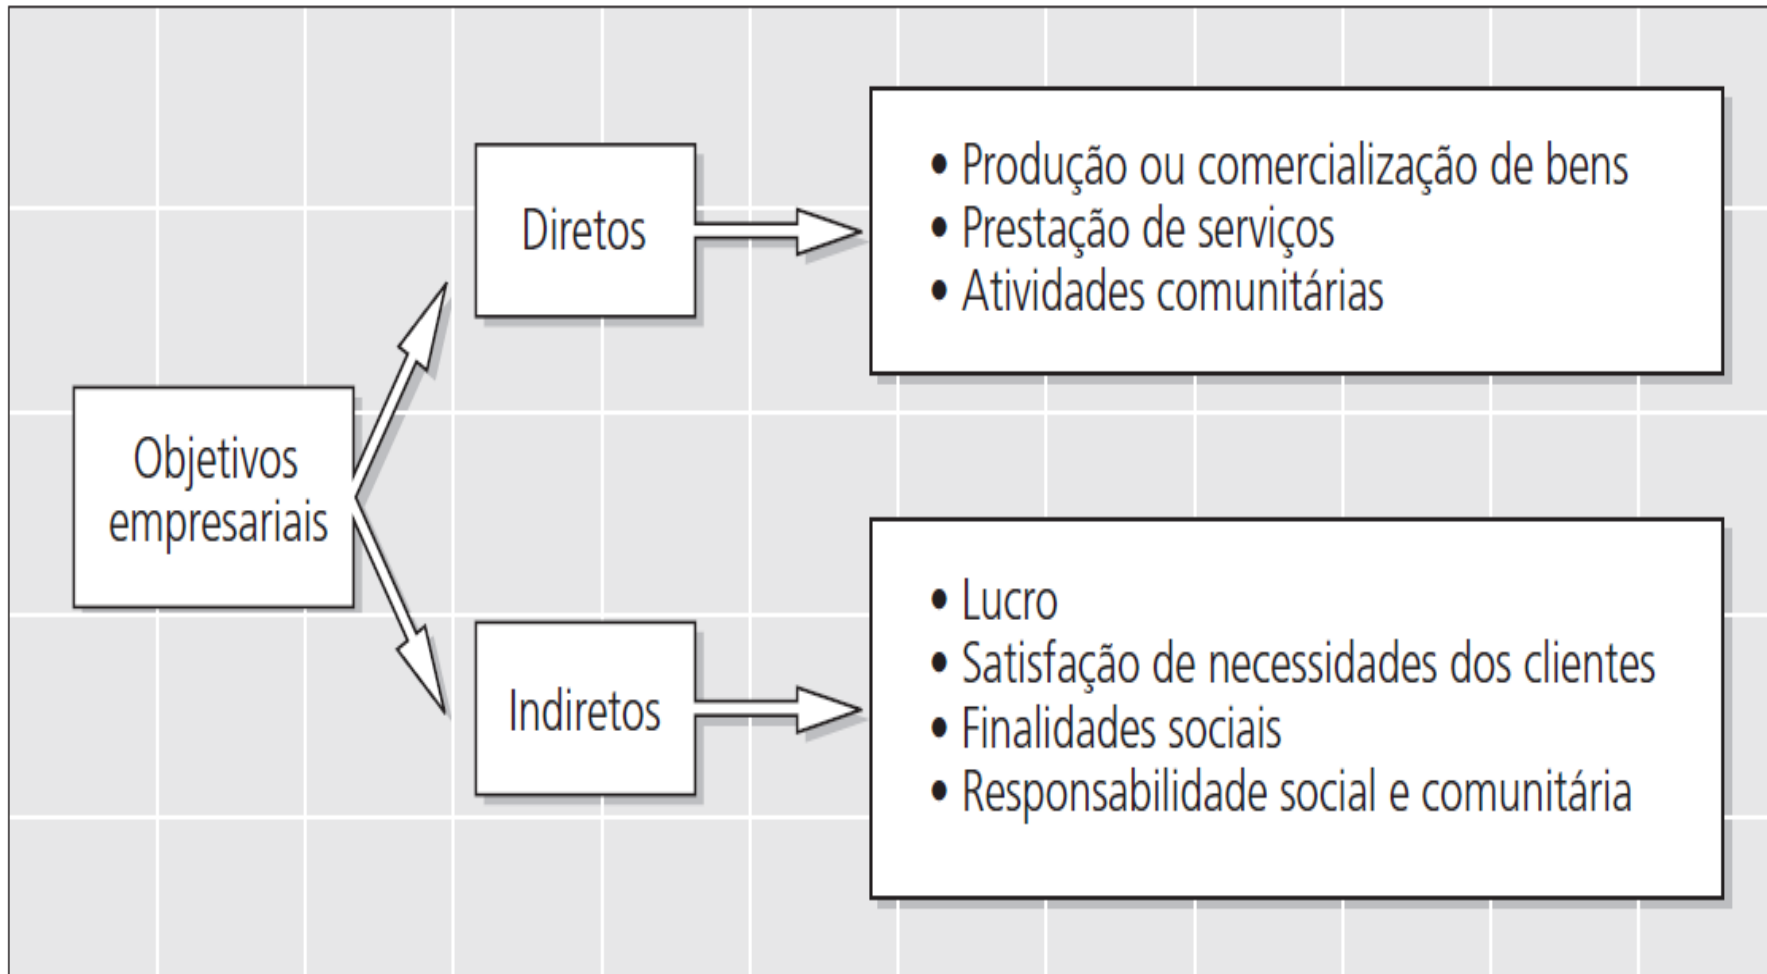 Objetivos
empresariais
Diretos
• Produção ou comercialização de bens
• Prestação de serviços
• Atividades comunitárias
Indiretos
• Lucro
• Satisfação de necessidades dos clientes
• Finalidades sociais
• Responsabilidade social e comunitária